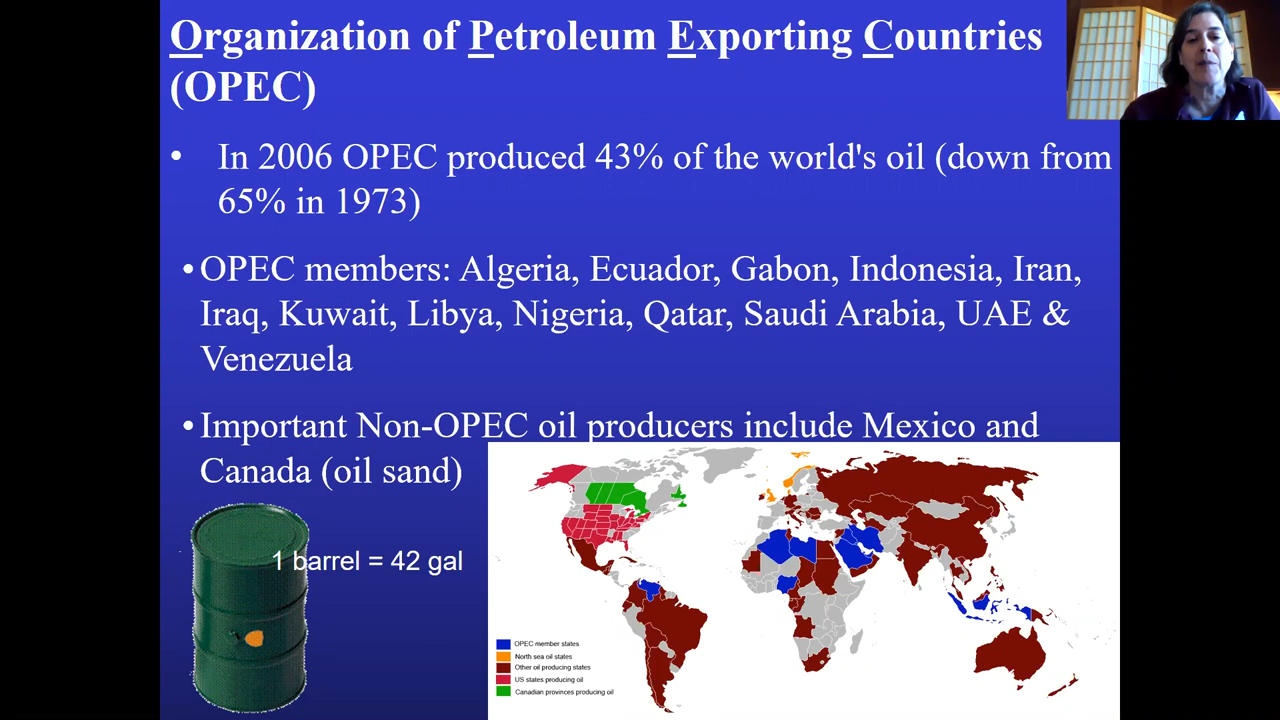 Organization of Petroleum Exporting Countries
(OPEC)
• In 2006 OPEC produced 43% of the world's oil (down from
65% in 1973)
• OPEC members: Algeria, Ecuador, Gabon, Indonesia, Iran,
Iraq, Kuwait, Libya, Nigeria, Qatar, Saudi Arabia, UAE &
Venezuela
• Important Non-OPEC oil producers include Mexico and
Canada (oil sand)
1 barrel = 42 gal
OPEC member states
North sea oil states
Other oil producing states
US states producing oil
Canadian provinces producing oil